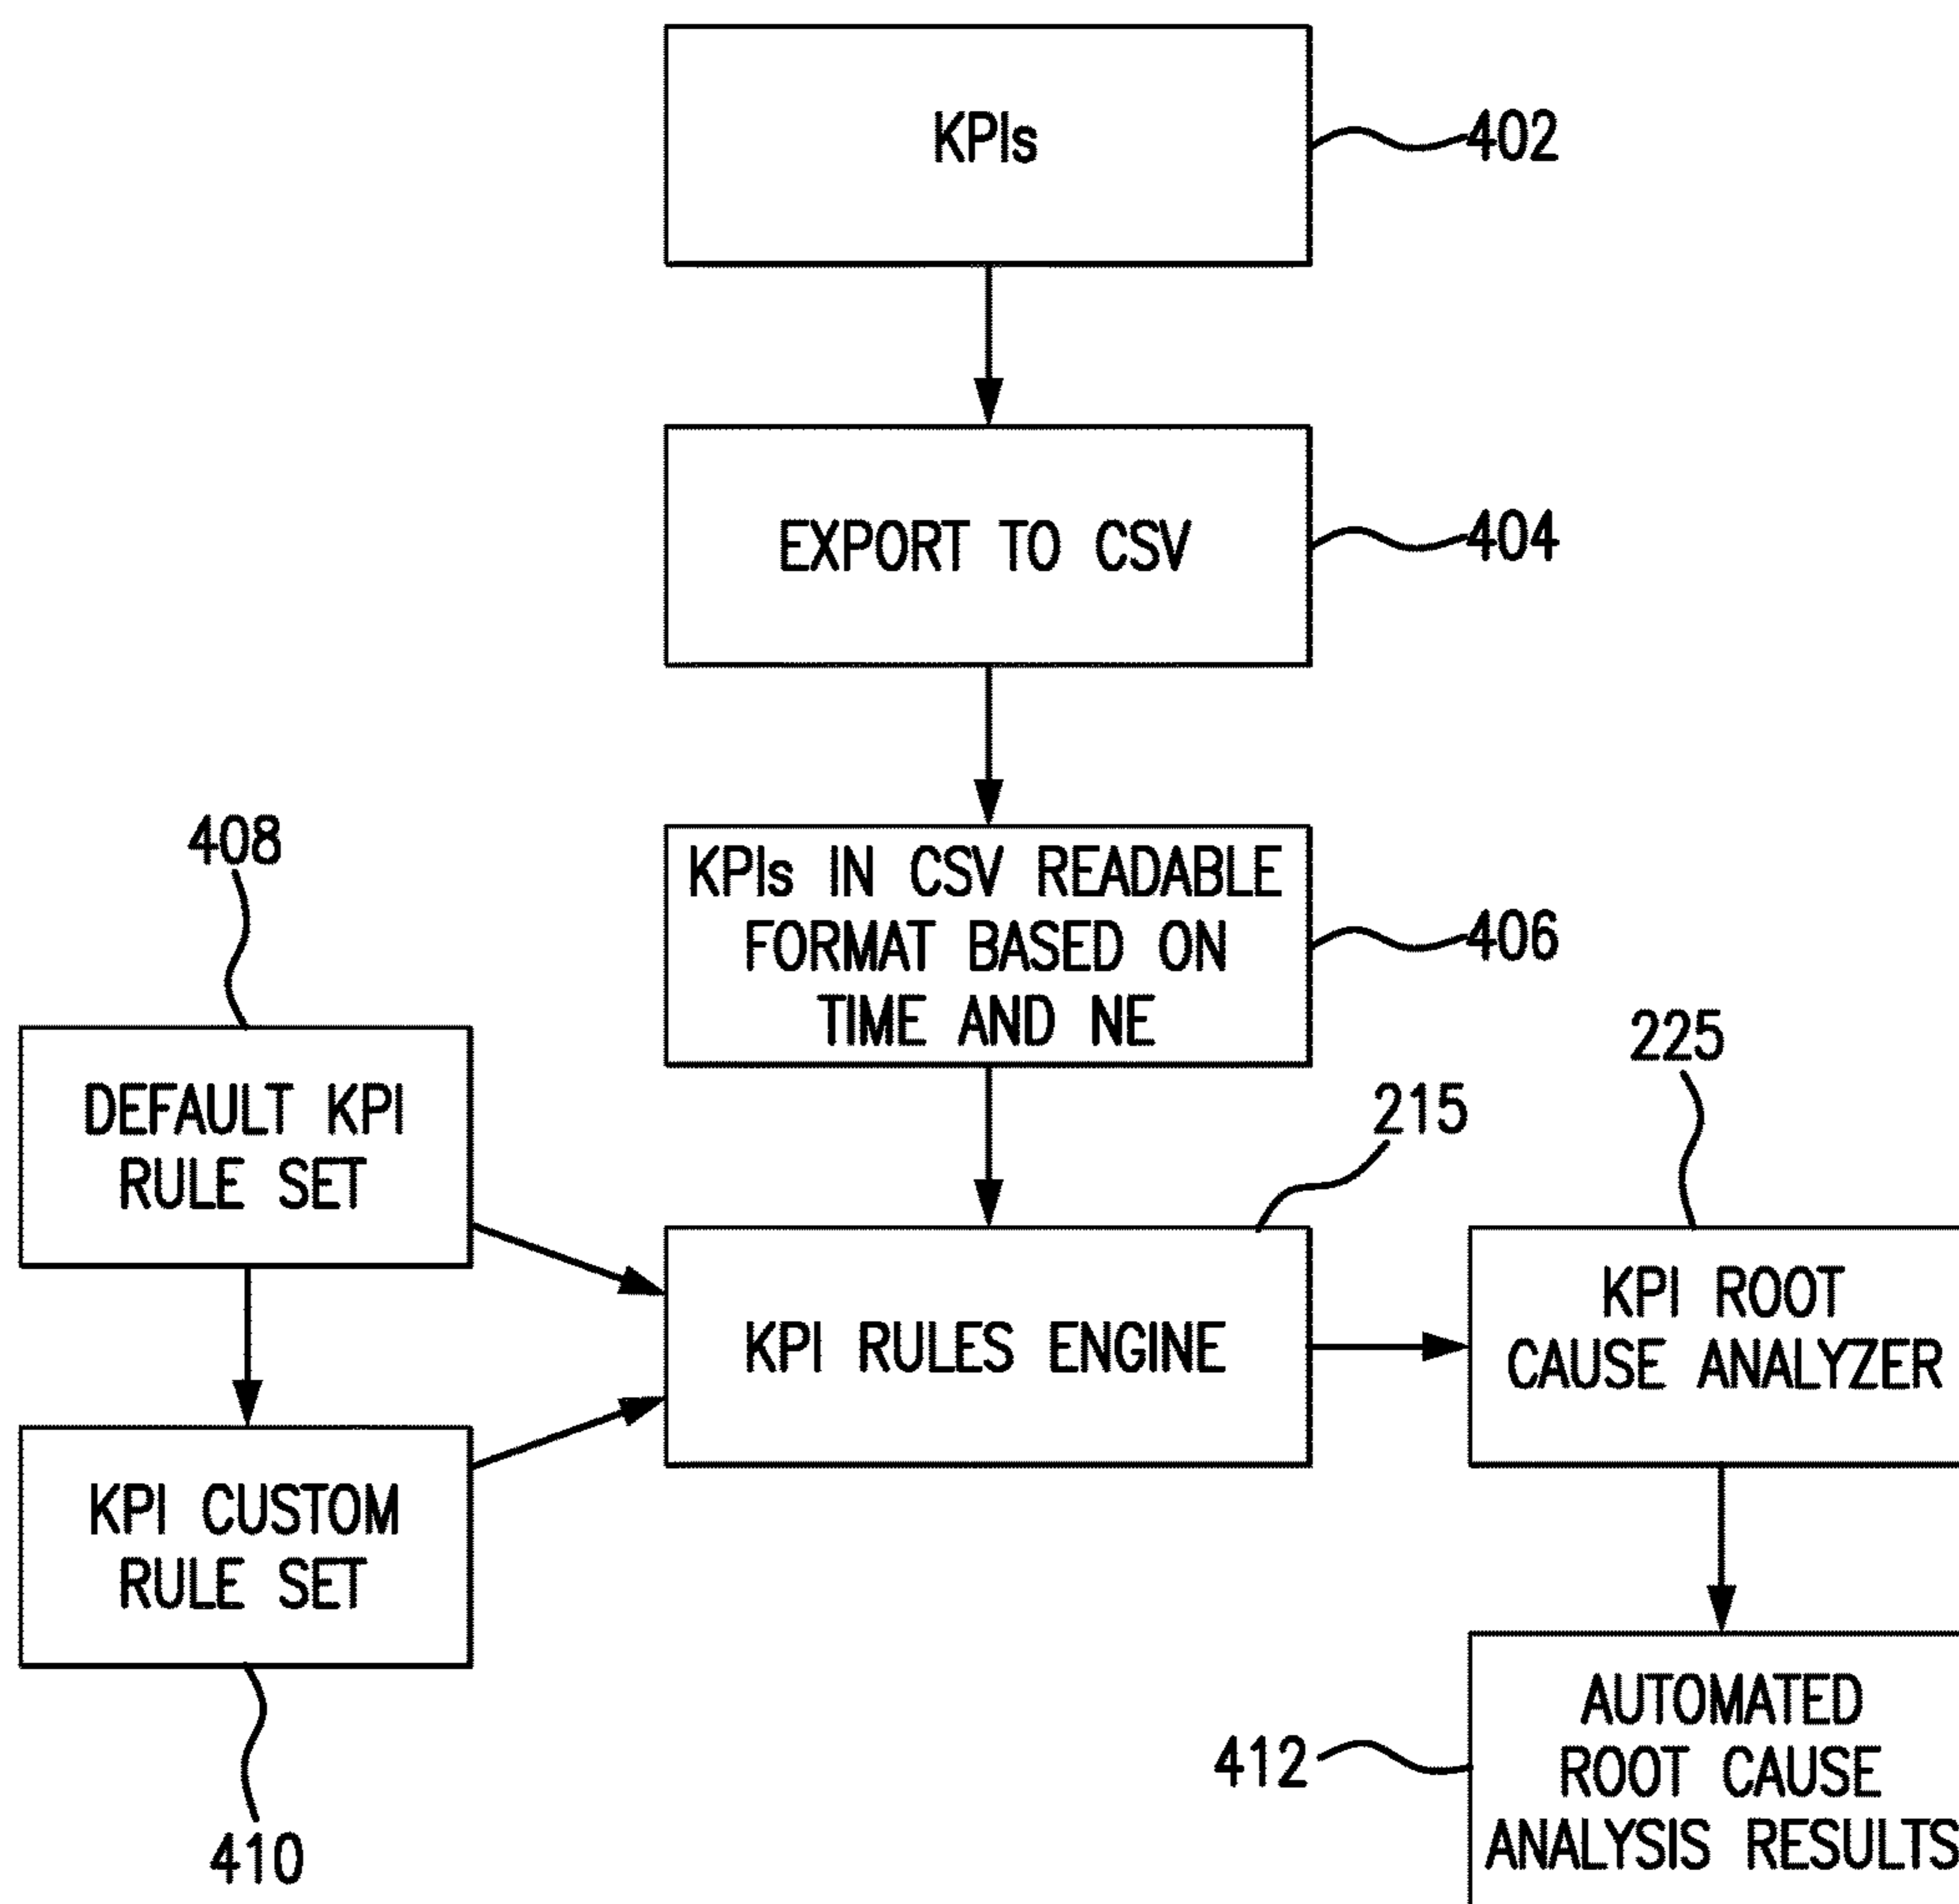 KPIs
402
EXPORT TO CSV
404
KPIs IN CSV READABLE
FORMAT BASED ON
TIME AND NE
406
408
DEFAULT KPI
RULE SET
KPI CUSTOM
RULE SET
410
215
KPI RULES ENGINE
225
KPI ROOT
CAUSE ANALYZER
412
AUTOMATED
ROOT CAUSE
ANALYSIS RESULTS